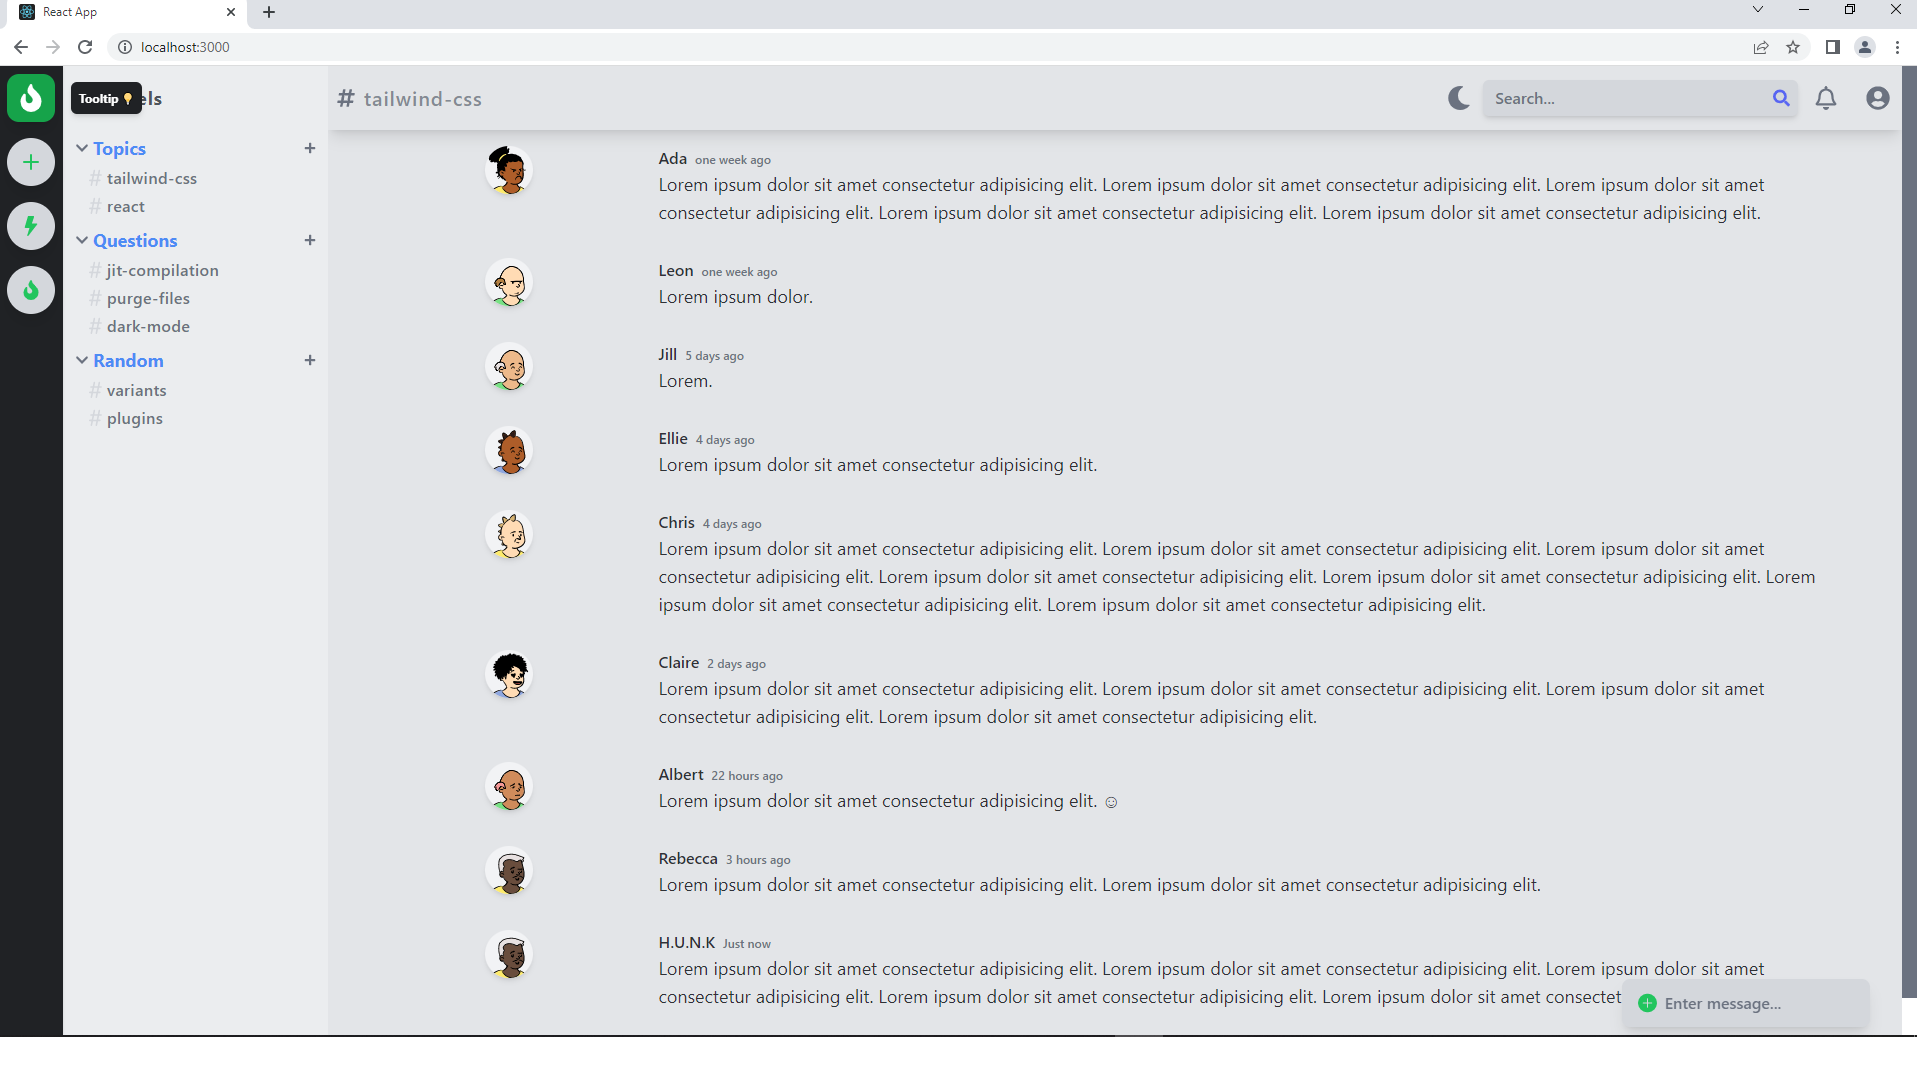 React App
localhost:3000
Tooltip 💡 els
Topics
# tailwind-css
# react
Questions
# jit-compilation
# purge-files
# dark-mode
Random
# variants
# plugins
# tailwind-css
Search...
Ada one week ago
Lorem ipsum dolor sit amet consectetur adipisicing elit. Lorem ipsum dolor sit amet consectetur adipisicing elit. Lorem ipsum dolor sit amet
consectetur adipisicing elit. Lorem ipsum dolor sit amet consectetur adipisicing elit. Lorem ipsum dolor sit amet consectetur adipisicing elit.
Leon one week ago
Lorem ipsum dolor.
Jill 5 days ago
Lorem.
Ellie 4 days ago
Lorem ipsum dolor sit amet consectetur adipisicing elit.
Chris 4 days ago
Lorem ipsum dolor sit amet consectetur adipisicing elit. Lorem ipsum dolor sit amet consectetur adipisicing elit. Lorem ipsum dolor sit amet
consectetur adipisicing elit. Lorem ipsum dolor sit amet consectetur adipisicing elit. Lorem ipsum dolor sit amet consectetur adipisicing elit. Lorem
ipsum dolor sit amet consectetur adipisicing elit. Lorem ipsum dolor sit amet consectetur adipisicing elit.
Claire 2 days ago
Lorem ipsum dolor sit amet consectetur adipisicing elit. Lorem ipsum dolor sit amet consectetur adipisicing elit. Lorem ipsum dolor sit amet
consectetur adipisicing elit. Lorem ipsum dolor sit amet consectetur adipisicing elit.
Albert 22 hours ago
Lorem ipsum dolor sit amet consectetur adipisicing elit. ☺
Rebecca 3 hours ago
Lorem ipsum dolor sit amet consectetur adipisicing elit. Lorem ipsum dolor sit amet consectetur adipisicing elit.
H.U.N.K Just now
Lorem ipsum dolor sit amet consectetur adipisicing elit. Lorem ipsum dolor sit amet consectetur adipisicing elit. Lorem ipsum dolor sit amet
consectetur adipisicing elit. Lorem ipsum dolor sit amet consectetur adipisicing elit. Lorem ipsum dolor sit amet consectet
Enter message...